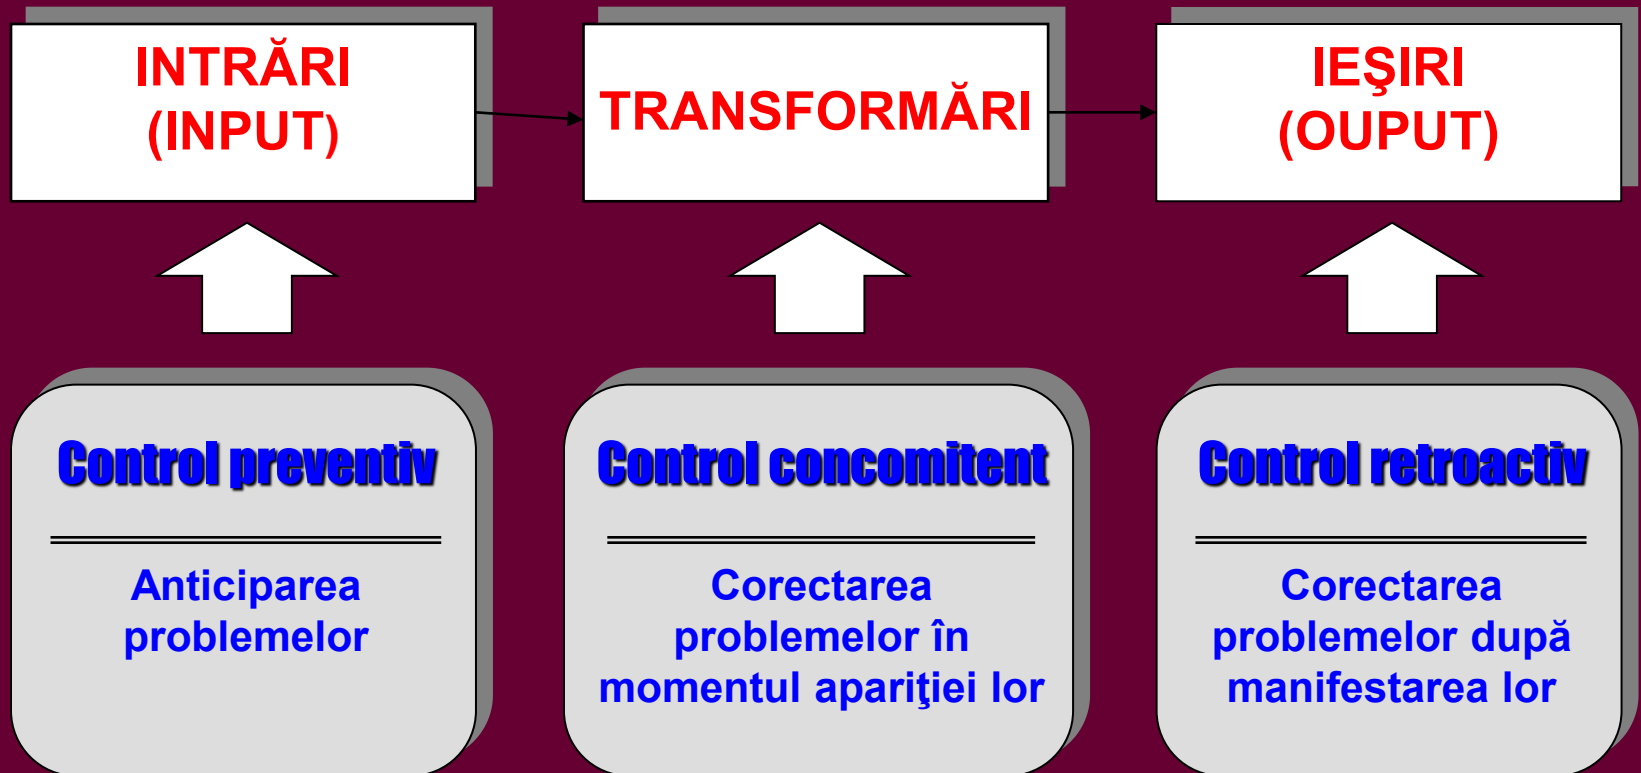 INTRĂRI
(INPUT)
TRANSFORMĂRI
IEŞIRI
(OUPUT)
Control preventiv
Anticiparea
problemelor
Control concomitent
Corectarea
problemelor în
momentul apariţiei lor
Control retroactiv
Corectarea
problemelor după
manifestarea lor